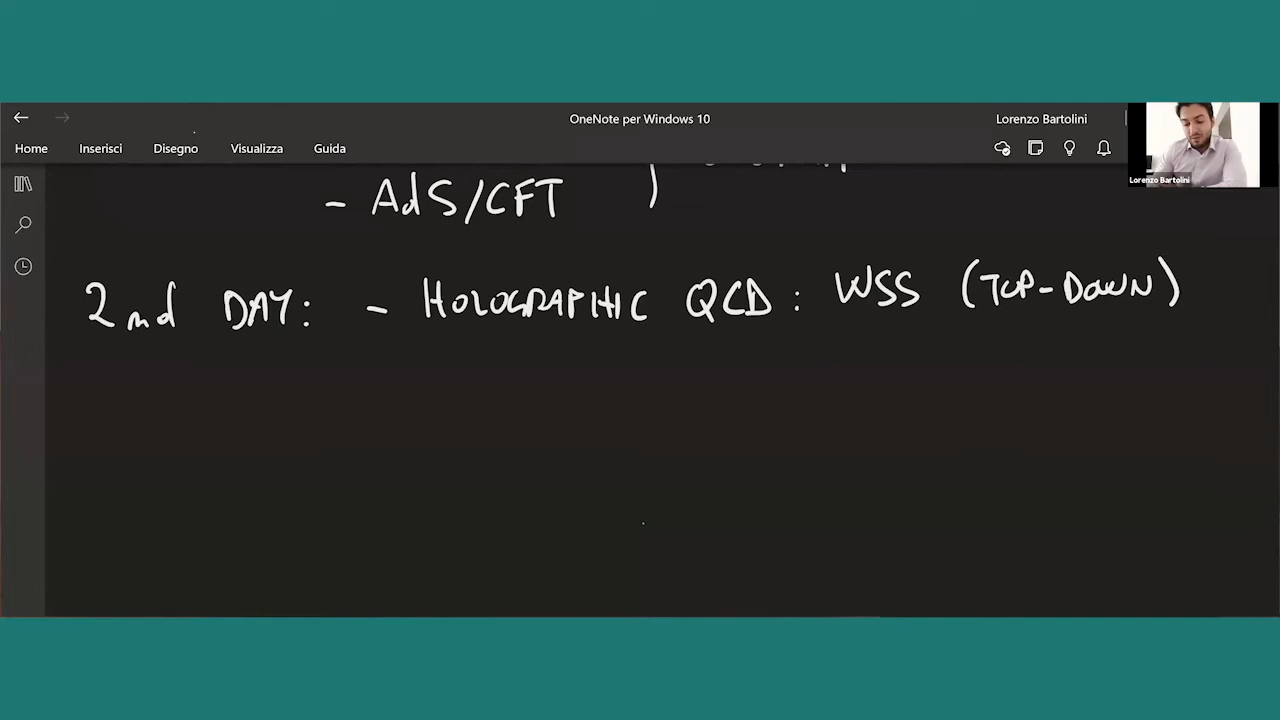 OneNote per Windows 10
Lorenzo Bartolini
Home Inserisci Disegno Visualizza Guida
Lorenzo Bartolini
- AdS/CFT
2nd DAY: - HOLOGRAPHIC QCD: WSS (TOP-DOWN)